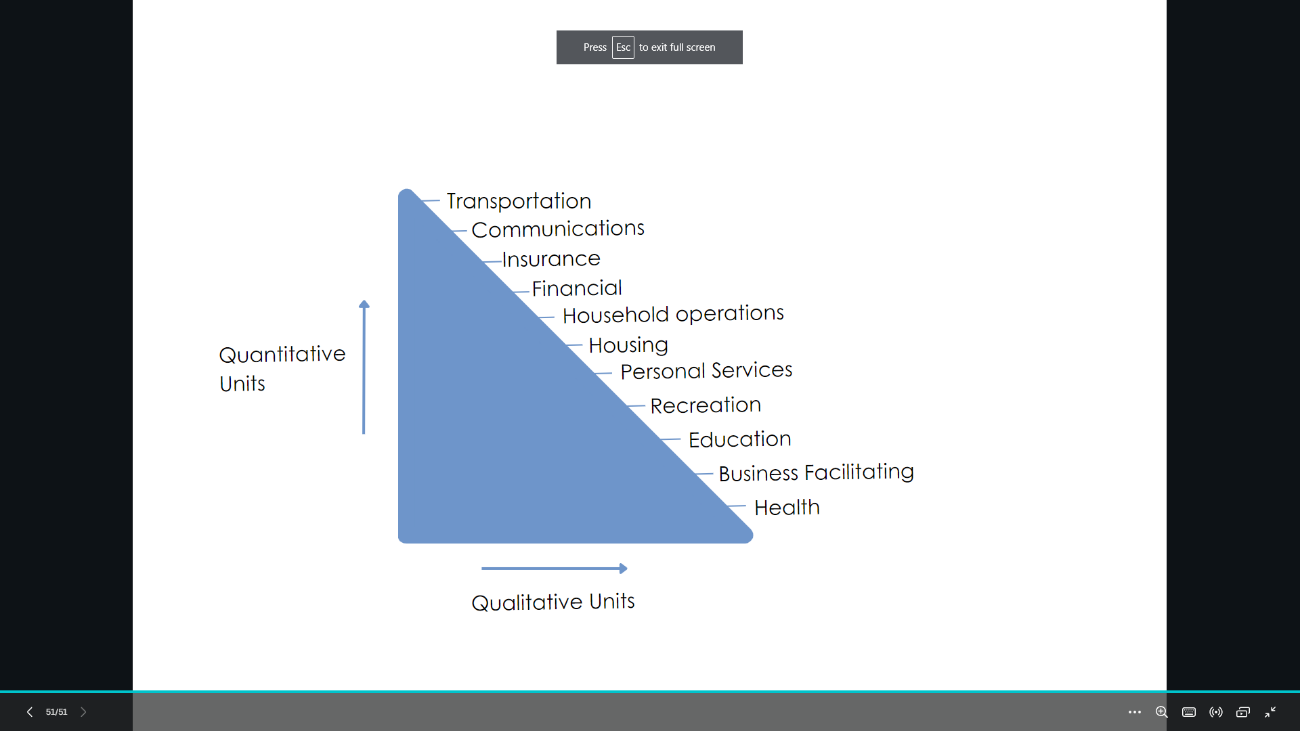 Press Esc to exit full screen
Transportation
Communications
Insurance
Financial
Household operations
Housing
Quantitative
Units
Personal Services
Recreation
Education
Business Facilitating
Health
Qualitative Units
51/51